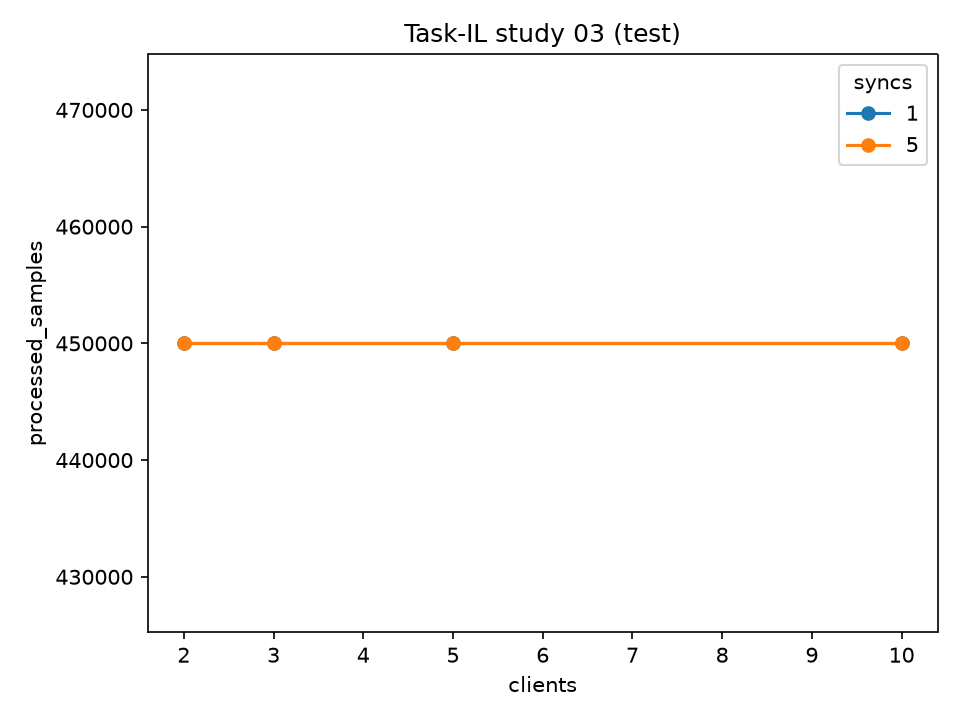 Task-IL study 03 (test)
syncs
1
5
470000
460000
450000
440000
430000
processed_samples
2 3 4 5 6 7 8 9 10
clients